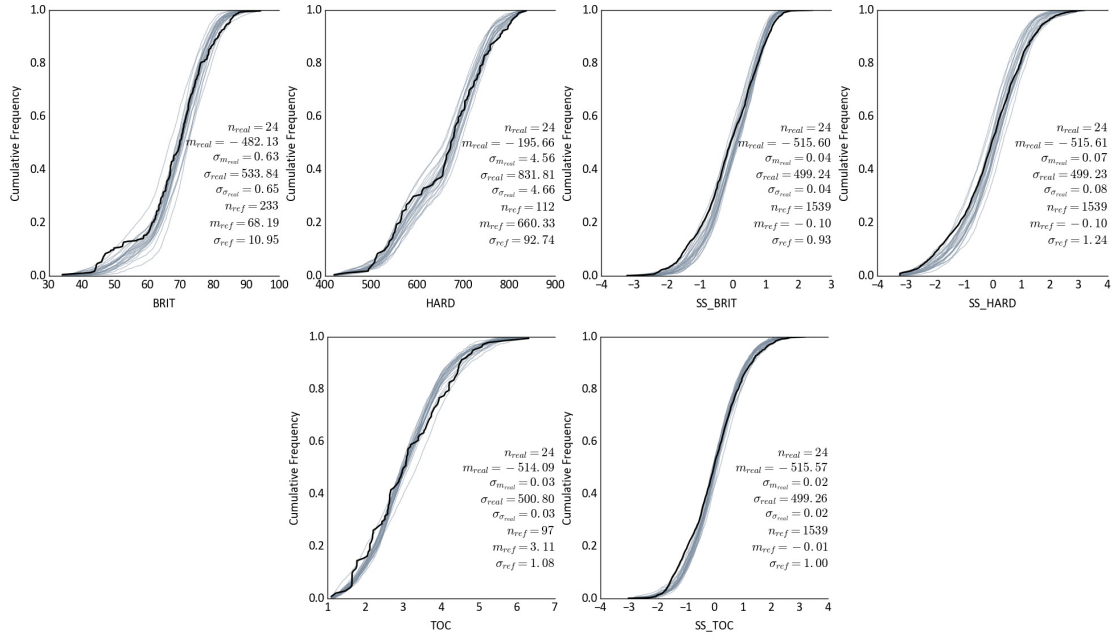 1.0
0.8
0.6
0.4
0.2
0.0
Cumulative Frequency
30 40 50 60 70 80 90 100
BRIT
n_real = 24
m_real = − 482.13
σ_m_real = 0.63
σ_real = 533.84
σ_σ_real = 0.65
n_ref = 233
m_ref = 68.19
σ_ref = 10.95
1.0
0.8
0.6
0.4
0.2
0.0
Cumulative Frequency
400 500 600 700 800 900
HARD
n_real = 24
m_real = − 195.66
σ_m_real = 4.56
σ_real = 831.81
σ_σ_real = 4.66
n_ref = 112
m_ref = 660.33
σ_ref = 92.74
1.0
0.8
0.6
0.4
0.2
0.0
Cumulative Frequency
−4 −3 −2 −1 0 1 2 3
SS_BRIT
n_real = 24
m_real = − 515.60
σ_m_real = 0.04
σ_real = 499.24
σ_σ_real = 0.04
n_ref = 1539
m_ref = − 0.10
σ_ref = 0.93
1.0
0.8
0.6
0.4
0.2
0.0
Cumulative Frequency
−4 −3 −2 −1 0 1 2 3 4
SS_HARD
n_real = 24
m_real = − 515.61
σ_m_real = 0.07
σ_real = 499.23
σ_σ_real = 0.08
n_ref = 1539
m_ref = − 0.10
σ_ref = 1.24
1.0
0.8
0.6
0.4
0.2
0.0
Cumulative Frequency
1 2 3 4 5 6 7
TOC
n_real = 24
m_real = − 514.09
σ_m_real = 0.03
σ_real = 500.80
σ_σ_real = 0.03
n_ref = 97
m_ref = 3.11
σ_ref = 1.08
1.0
0.8
0.6
0.4
0.2
0.0
Cumulative Frequency
−4 −3 −2 −1 0 1 2 3 4
SS_TOC
n_real = 24
m_real = − 515.57
σ_m_real = 0.02
σ_real = 499.26
σ_σ_real = 0.02
n_ref = 1539
m_ref = − 0.01
σ_ref = 1.00